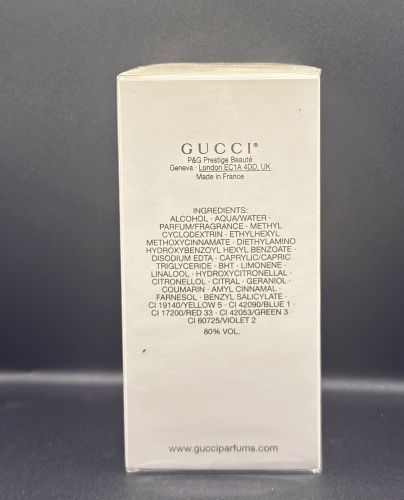 GUCCI®
P&G Prestige Beauté
Geneva · London EC1A 4DD, UK
Made in France
INGREDIENTS:
ALCOHOL · AQUA/WATER ·
PARFUM/FRAGRANCE · METHYL
CYCLODEXTRIN · ETHYLHEXYL
METHOXYCINNAMATE · DIETHYLAMINO
HYDROXYBENZOYL HEXYL BENZOATE ·
DISODIUM EDTA · CAPRYLIC/CAPRIC
TRIGLYCERIDE · BHT · LIMONENE ·
LINALOOL · HYDROXYCITRONELLAL ·
CITRONELLOL · CITRAL · GERANIOL ·
COUMARIN · AMYL CINNAMAL ·
FARNESOL · BENZYL SALICYLATE ·
CI 19140/YELLOW 5 · CI 42090/BLUE 1 ·
CI 17200/RED 33 · CI 42053/GREEN 3 ·
CI 60725/VIOLET 2
80% VOL.
www.gucciparfums.com